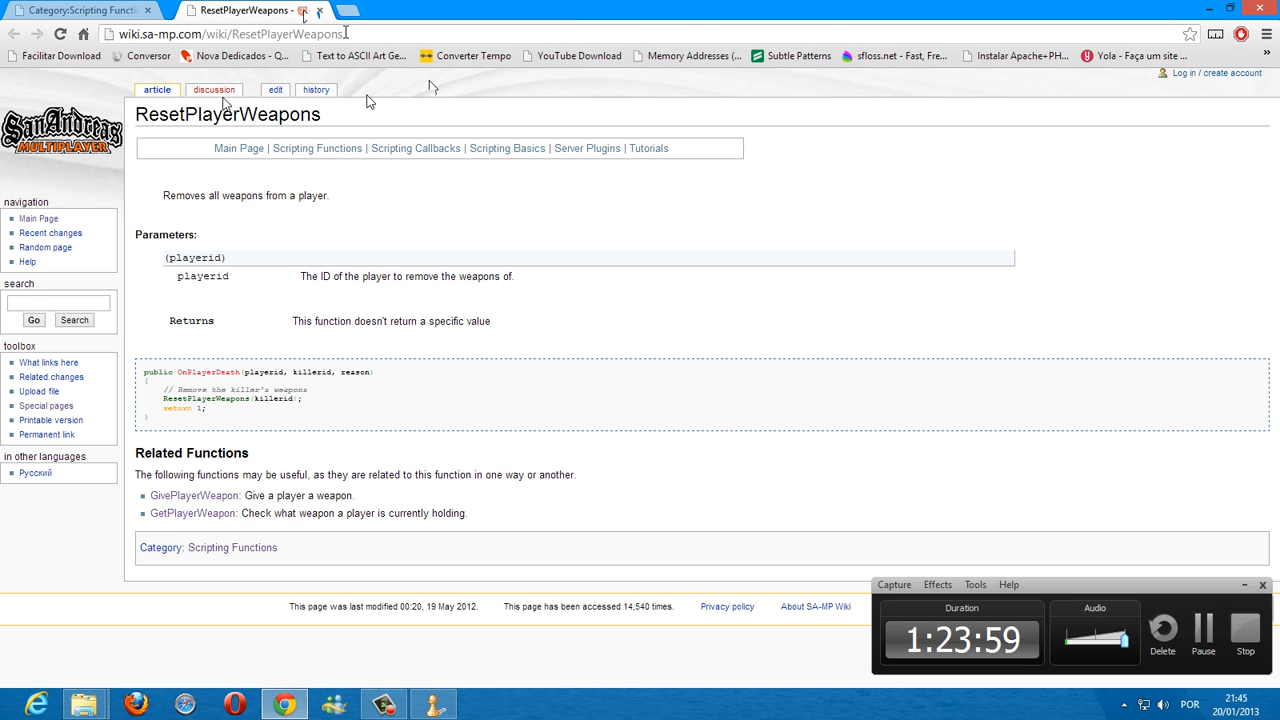 Category:Scripting Functi
ResetPlayerWeapons -
wiki.sa-mp.com/wiki/ResetPlayerWeapons
Facilitar Download Conversor Nova Dedicados - Q... Text to ASCII Art Ge... Converter Tempo YouTube Download Memory Addresses (... Subtle Patterns sfloss.net - Fast, Fre... Instalar Apache+PH... Yola - Faça um site ... »
Log in / create account
article discussion edit history
SanAndreas
MULTIPLAYER
ResetPlayerWeapons
Main Page | Scripting Functions | Scripting Callbacks | Scripting Basics | Server Plugins | Tutorials
Removes all weapons from a player.
Parameters:
(playerid)
playerid The ID of the player to remove the weapons of.
Returns This function doesn't return a specific value
public OnPlayerDeath(playerid, killerid, reason)
{
// Remove the killer's weapons
ResetPlayerWeapons(killerid);
return 1;
}
Related Functions
The following functions may be useful, as they are related to this function in one way or another.
GivePlayerWeapon: Give a player a weapon.
GetPlayerWeapon: Check what weapon a player is currently holding.
Category: Scripting Functions
navigation
Main Page
Recent changes
Random page
Help
search
Go Search
toolbox
What links here
Related changes
Upload file
Special pages
Printable version
Permanent link
in other languages
Русский
This page was last modified 00:20, 19 May 2012. This page has been accessed 14,540 times. Privacy policy About SA-MP Wiki
Capture Effects Tools Help
Duration
1:23:59
Audio
Delete Pause Stop
POR
21:45
20/01/2013